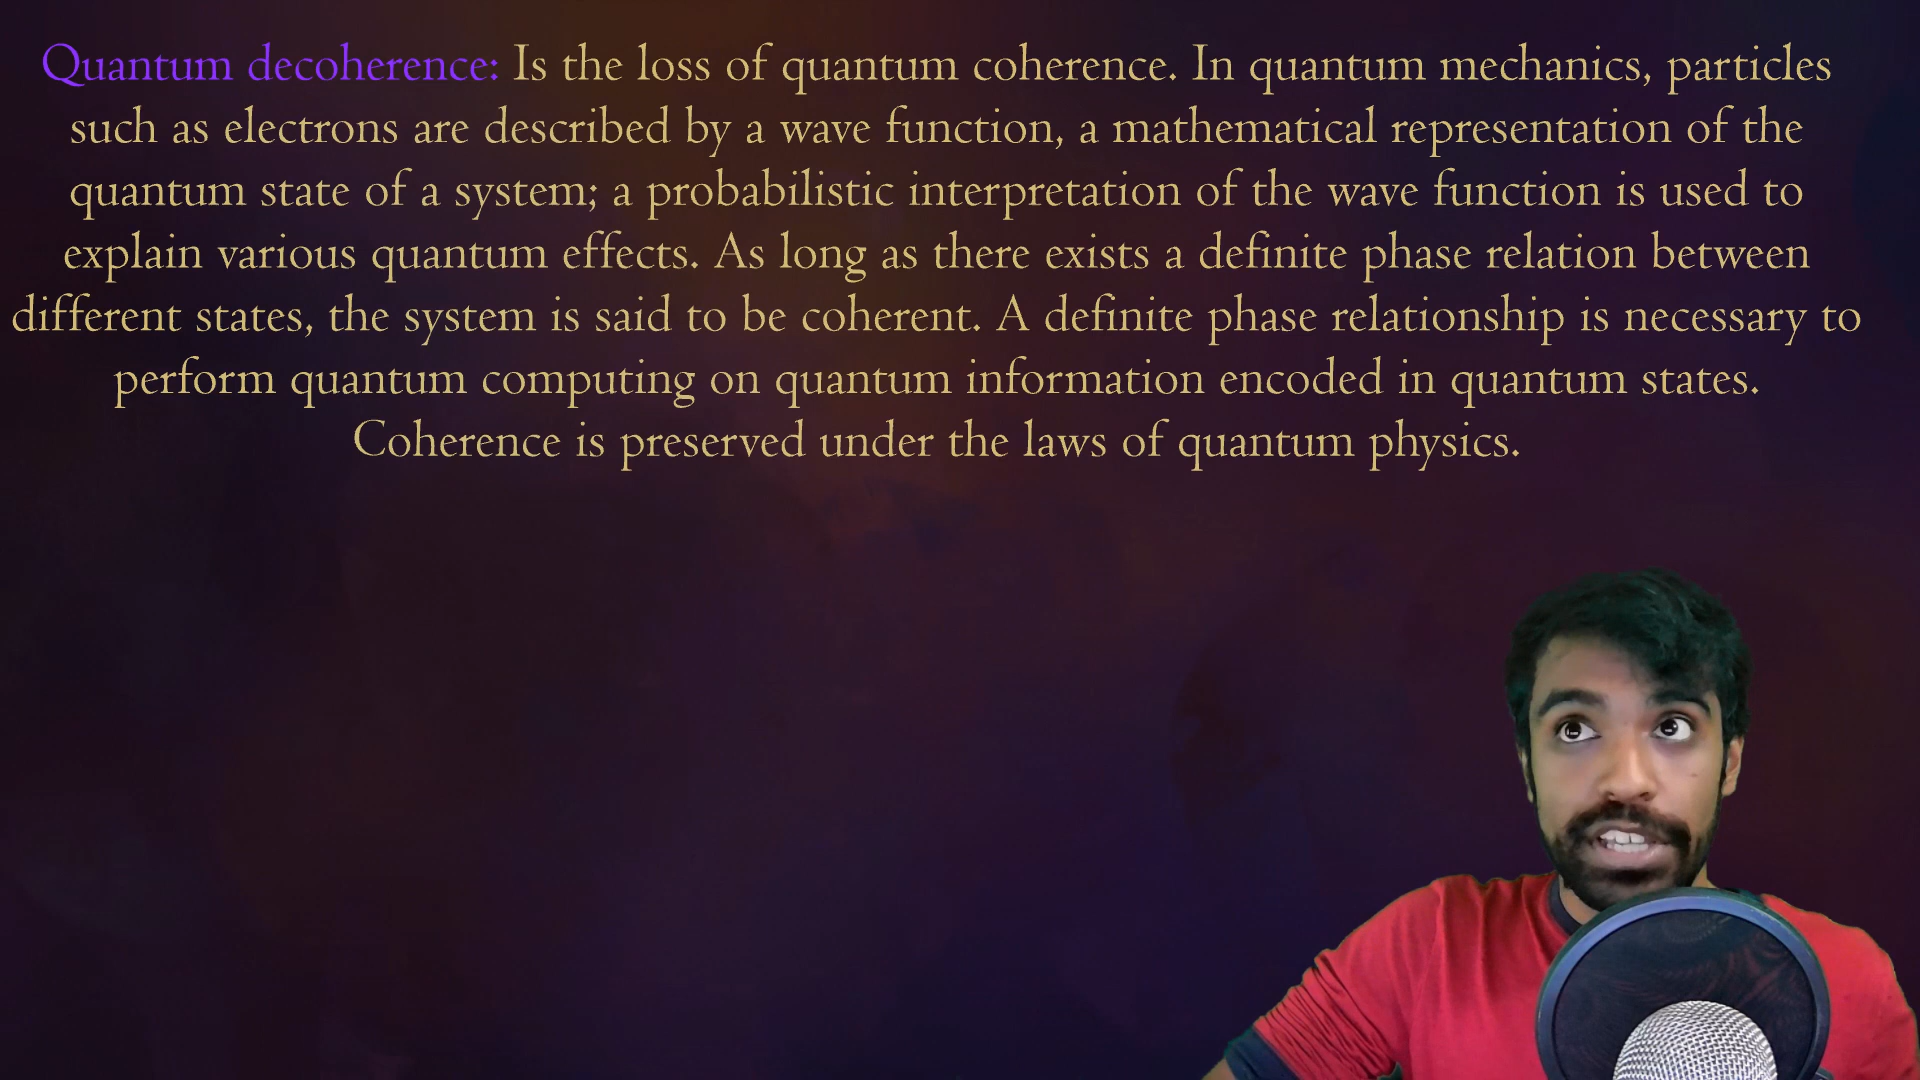 Quantum decoherence: Is the loss of quantum coherence. In quantum mechanics, particles
such as electrons are described by a wave function, a mathematical representation of the
quantum state of a system; a probabilistic interpretation of the wave function is used to
explain various quantum effects. As long as there exists a definite phase relation between
different states, the system is said to be coherent. A definite phase relationship is necessary to
perform quantum computing on quantum information encoded in quantum states.
Coherence is preserved under the laws of quantum physics.